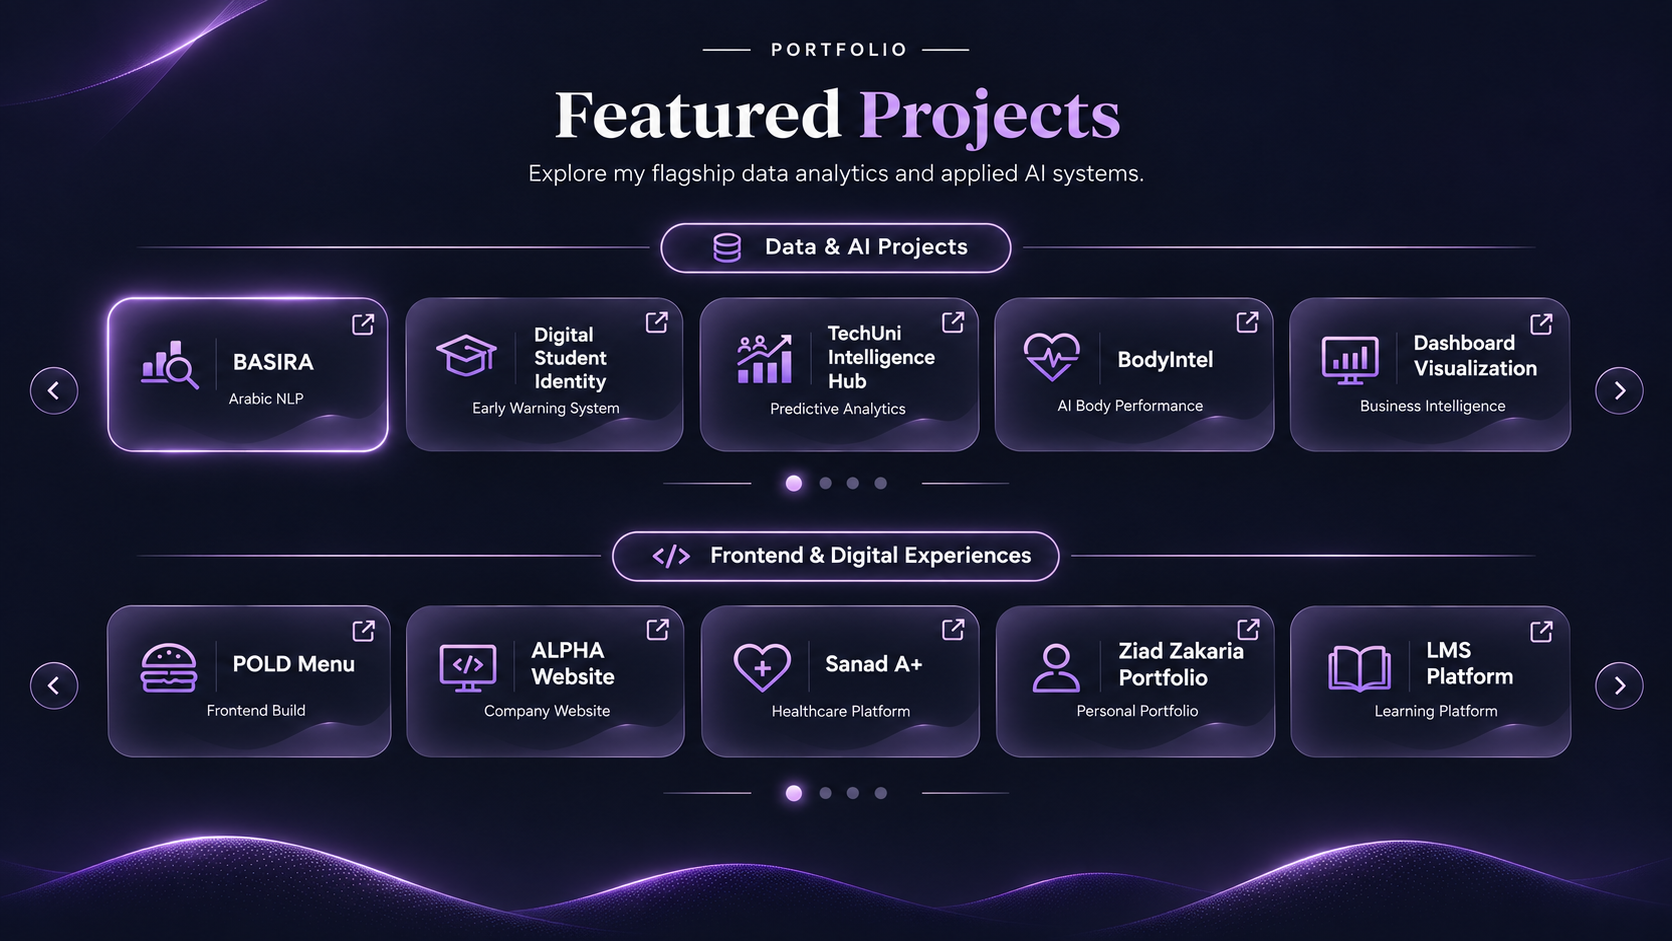 PORTFOLIO
Featured Projects
Explore my flagship data analytics and applied AI systems.
Data & AI Projects
BASIRA
Arabic NLP
Digital
Student
Identity
Early Warning System
TechUni
Intelligence
Hub
Predictive Analytics
BodyIntel
AI Body Performance
Dashboard
Visualization
Business Intelligence
Frontend & Digital Experiences
POLD Menu
Frontend Build
ALPHA
Website
Company Website
Sanad A+
Healthcare Platform
Ziad Zakaria
Portfolio
Personal Portfolio
LMS
Platform
Learning Platform